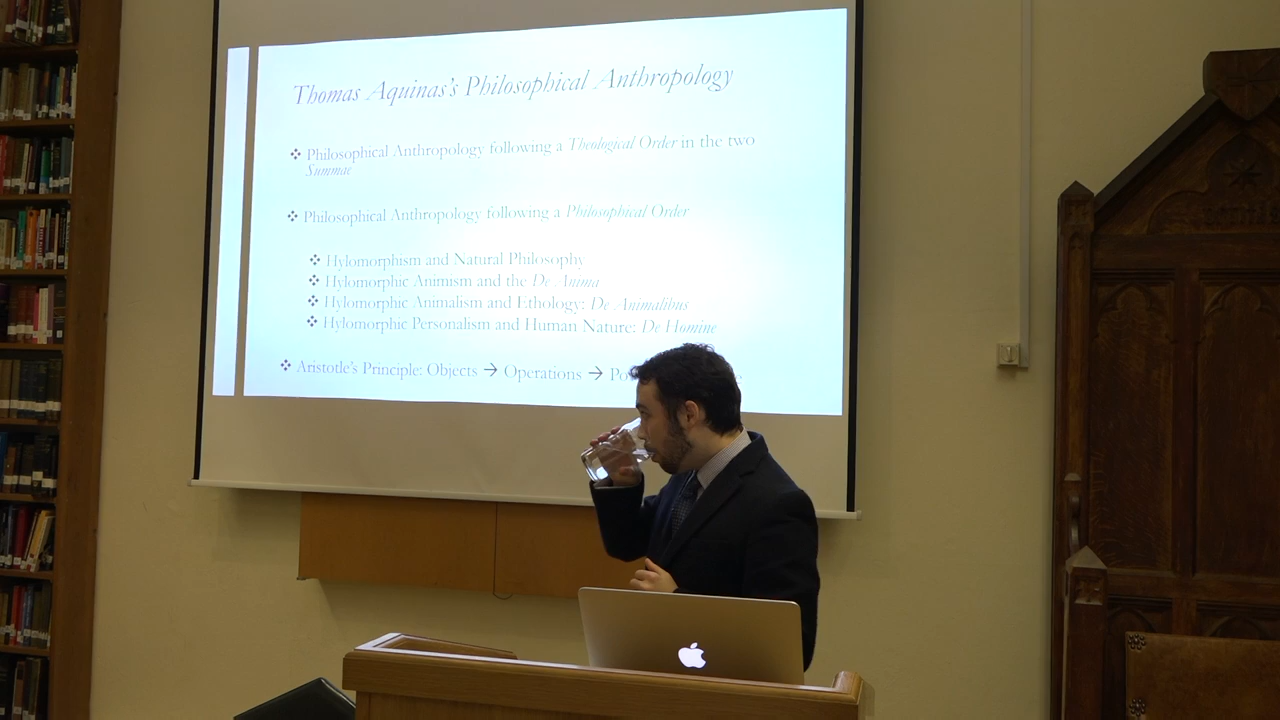 Thomas Aquinas's Philosophical Anthropology
❖ Philosophical Anthropology following a Theological Order in the two
Summae
❖ Philosophical Anthropology following a Philosophical Order
❖ Hylomorphism and Natural Philosophy
❖ Hylomorphic Animism and the De Anima
❖ Hylomorphic Animalism and Ethology: De Animalibus
❖ Hylomorphic Personalism and Human Nature: De Homine
❖ Aristotle's Principle: Objects → Operations →